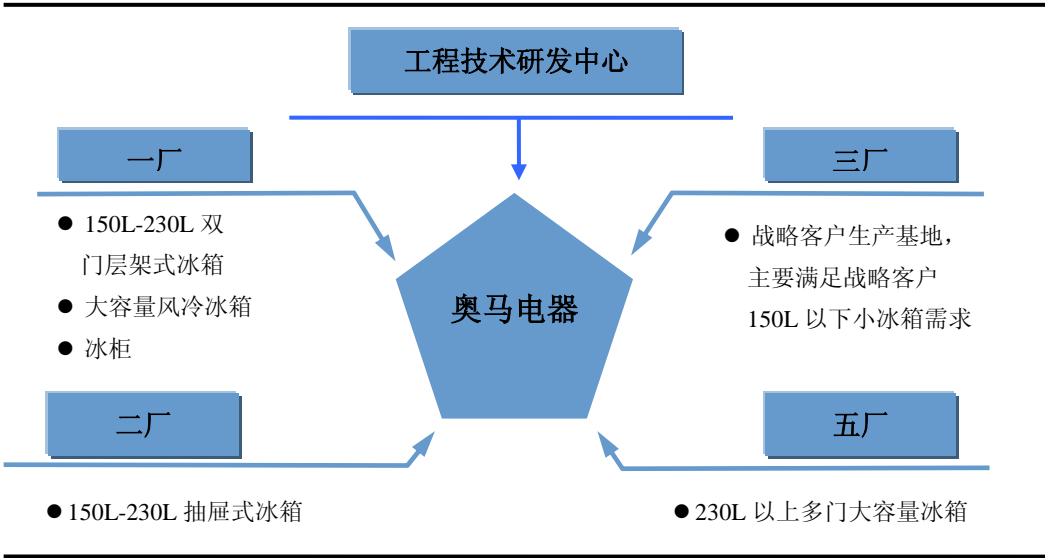 工程技术研发中心
一厂
● 150L-230L 双
门层架式冰箱
● 大容量风冷冰箱
● 冰柜
三厂
● 战略客户生产基地，
主要满足战略客户
150L 以下小冰箱需求
奥马电器
二厂
● 150L-230L 抽屉式冰箱
五厂
● 230L 以上多门大容量冰箱